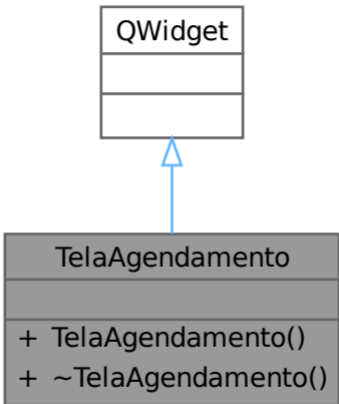 QWidget
TelaAgendamento
+ TelaAgendamento()
+ ~TelaAgendamento()